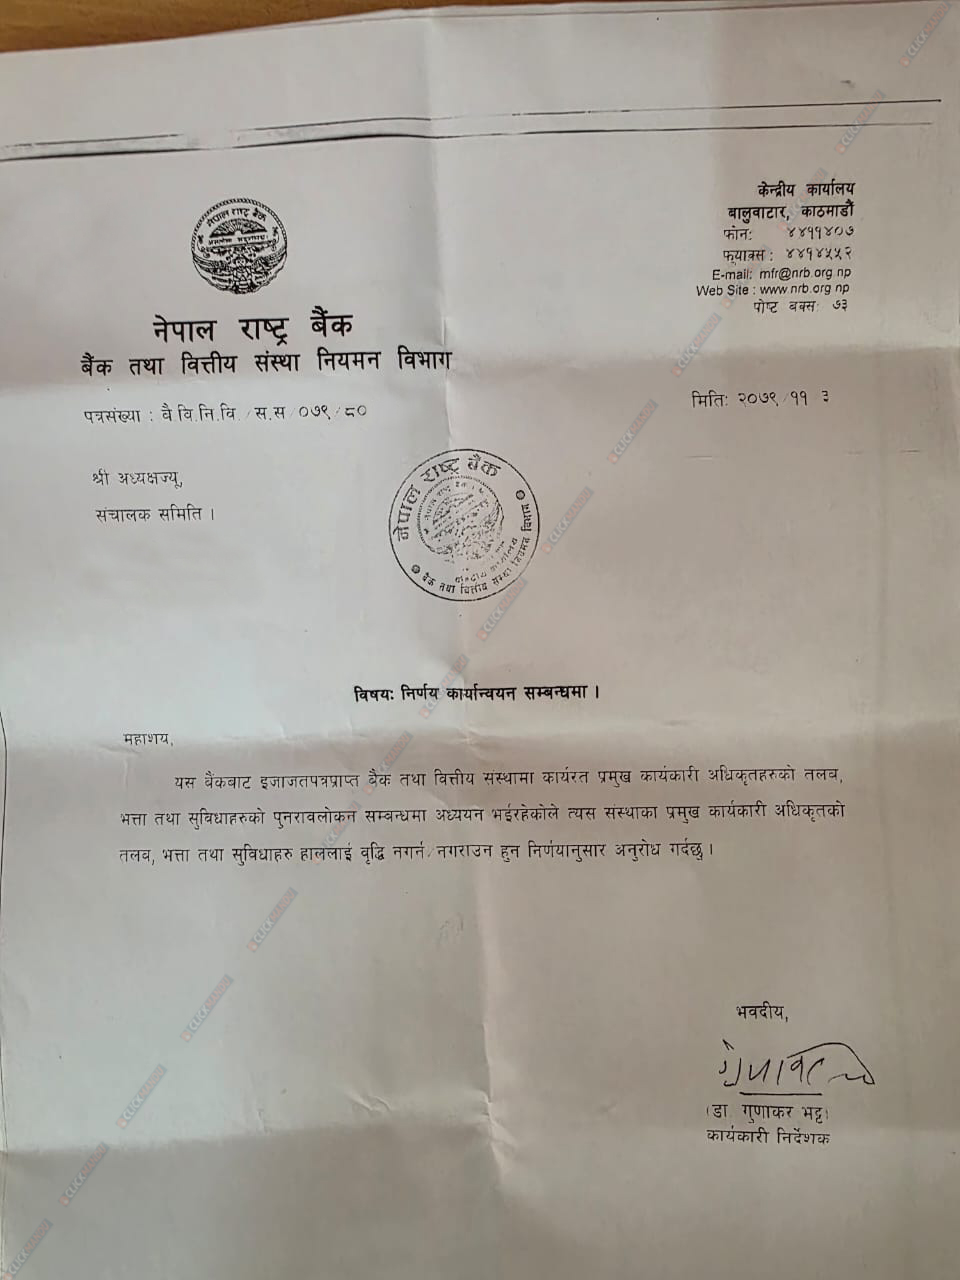 केन्द्रीय कार्यालय
बालुवाटार, काठमाडौं
फोन: ४४११४०७
फ्याक्स: ४४१४५५२
E-mail: mfr@nrb.org.np
Web Site : www.nrb.org.np
पोष्ट बक्स: ७३
नेपाल राष्ट्र बैंक
नेपाल राष्ट्र बैंक
बैंक तथा वित्तीय संस्था नियमन विभाग
पत्रसंख्या : बै.वि.नि.वि./स.स/०७९/८०
मिति: २०७९/११ ३
श्री अध्यक्षज्यू,
संचालक समिति ।
नेपाल राष्ट्र बैंक
केन्द्रीय कार्यालय
बैंक तथा वित्तीय संस्था नियमन विभाग
विषय: निर्णय कार्यान्वयन सम्बन्धमा ।
महाशय,
यस बैंकबाट इजाजतपत्रप्राप्त बैंक तथा वित्तीय संस्थामा कार्यरत प्रमुख कार्यकारी अधिकृतहरुको तलब,
भत्ता तथा सुविधाहरुको पुनरावलोकन सम्बन्धमा अध्ययन भईरहेकोले त्यस संस्थाका प्रमुख कार्यकारी अधिकृतको
तलब, भत्ता तथा सुविधाहरु हाललाई वृद्धि नगर्न/नगराउन हुन निर्णयानुसार अनुरोध गर्दछु ।
भवदीय,
(डा. गुणाकर भट्ट)
कार्यकारी निर्देशक
CLICKMANDU